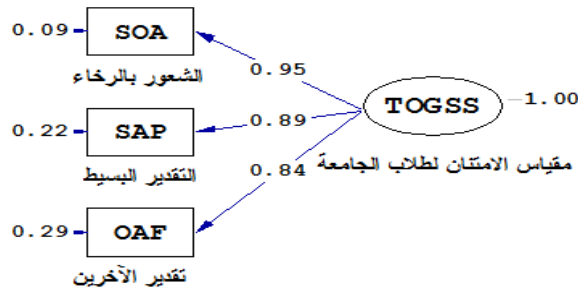 0.09 SOA
الشعور بالرخاء
0.95
TOGSS 1.00
0.22 SAP
0.89
التقدير البسيط
مقياس الامتنان لطلاب الجامعة
0.84
0.29 OAF
تقدير الآخرين